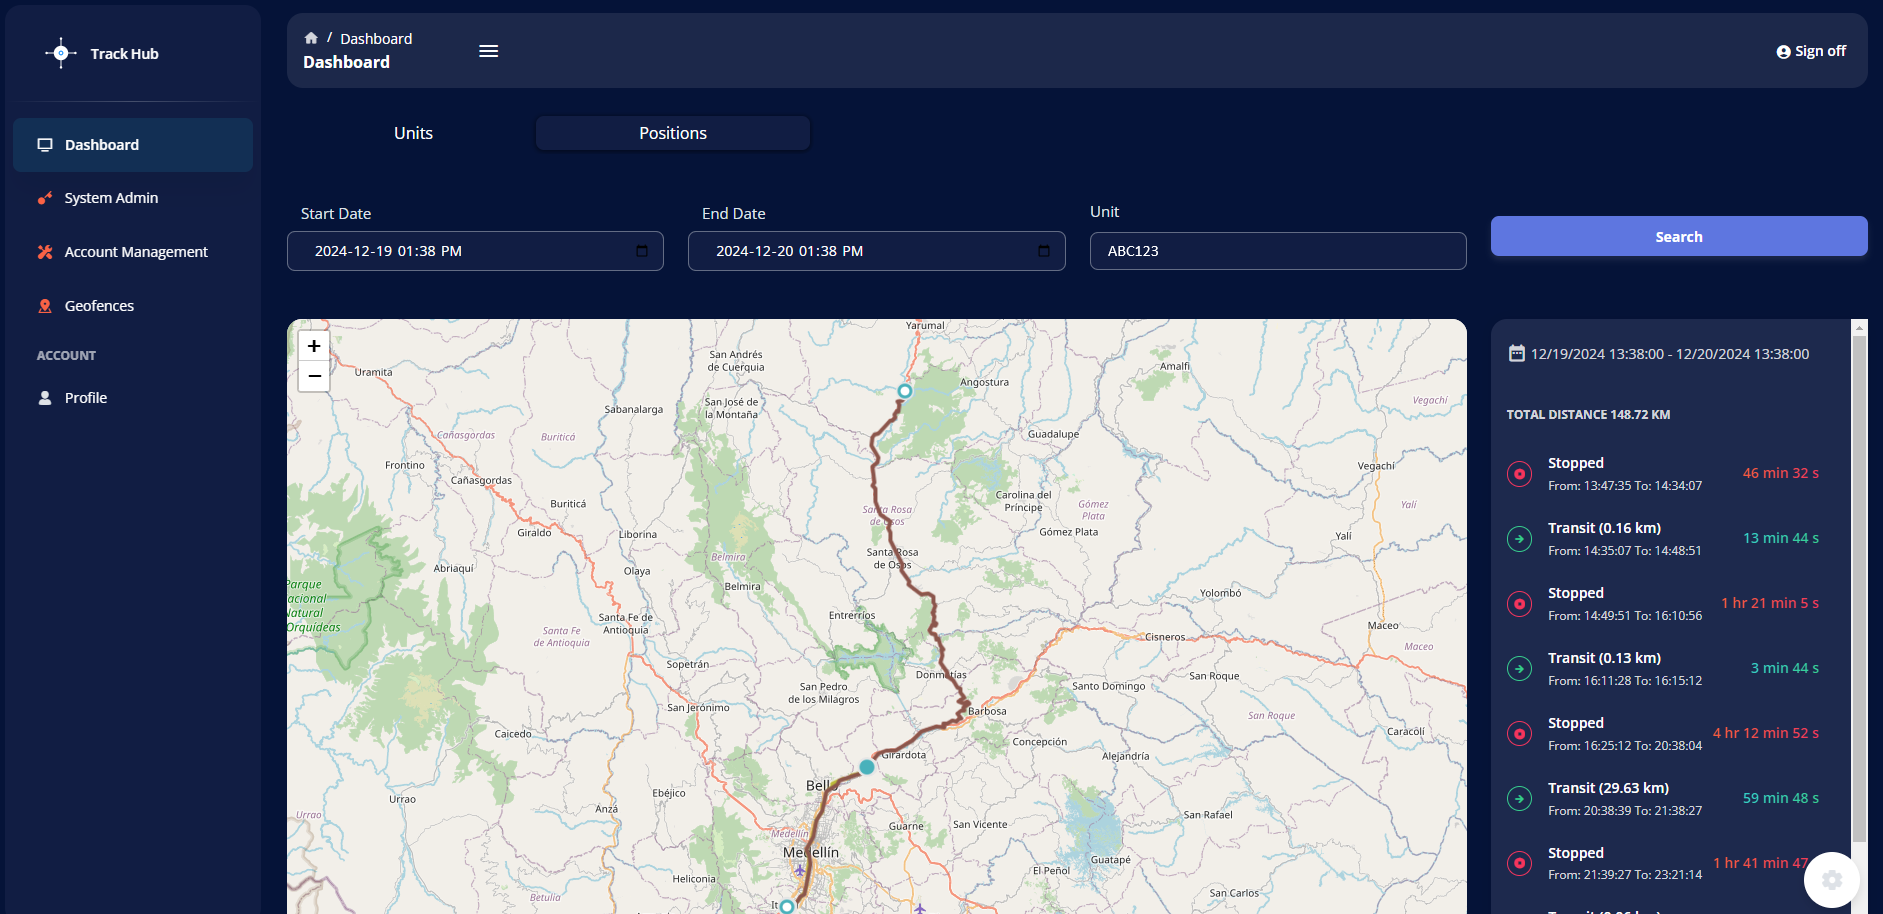 Track Hub
Dashboard
System Admin
Account Management
Geofences
ACCOUNT
Profile
/ Dashboard
Dashboard
Sign off
Units
Positions
Start Date
End Date
Unit
2024-12-19 01:38 PM
2024-12-20 01:38 PM
ABC123
Search
+
−
Yarumal
San Andrés
de Cuerquia
Uramita
Angostura
Amalfi
Sabanalarga
San José de
la Montaña
Vegachí
Cañasgordas
Buriticá
Guadalupe
Frontino
Cañasgordas
Vegachí
Buriticá
Carolina del
Príncipe
Gómez
Plata
Yalí
Santa Rosa
de Osos
Giraldo
Liborina
Gómez Plata
Yalí
Belmira
Santa Rosa
de Osos
Abriaquí
Olaya
Belmira
Yolombó
Parque
Nacional
Natural
Orquídeas
Entrerríos
Santa Fe de
Antioquia
Santa Fe
de Antioquia
Maceo
Cisneros
Maceo
Sopetrán
Donmatías
San Roque
San Pedro
de los Milagros
Santo Domingo
San Jerónimo
Barbosa
San Roque
Caicedo
Concepción
Caracolí
Girardota
Alejandría
Bello
Urrao
Ebéjico
Anzá
Urrao
Medellín
Guarne
San Vicente
San Rafael
Medellín
Guatapé
Heliconia
El Peñol
Betulia
San Carlos
It
12/19/2024 13:38:00 - 12/20/2024 13:38:00
TOTAL DISTANCE 148.72 KM
Stopped
46 min 32 s
From: 13:47:35 To: 14:34:07
Transit (0.16 km)
13 min 44 s
From: 14:35:07 To: 14:48:51
Stopped
1 hr 21 min 5 s
From: 14:49:51 To: 16:10:56
Transit (0.13 km)
3 min 44 s
From: 16:11:28 To: 16:15:12
Stopped
4 hr 12 min 52 s
From: 16:25:12 To: 20:38:04
Transit (29.63 km)
59 min 48 s
From: 20:38:39 To: 21:38:27
Stopped
1 hr 41 min 47
From: 21:39:27 To: 23:21:14